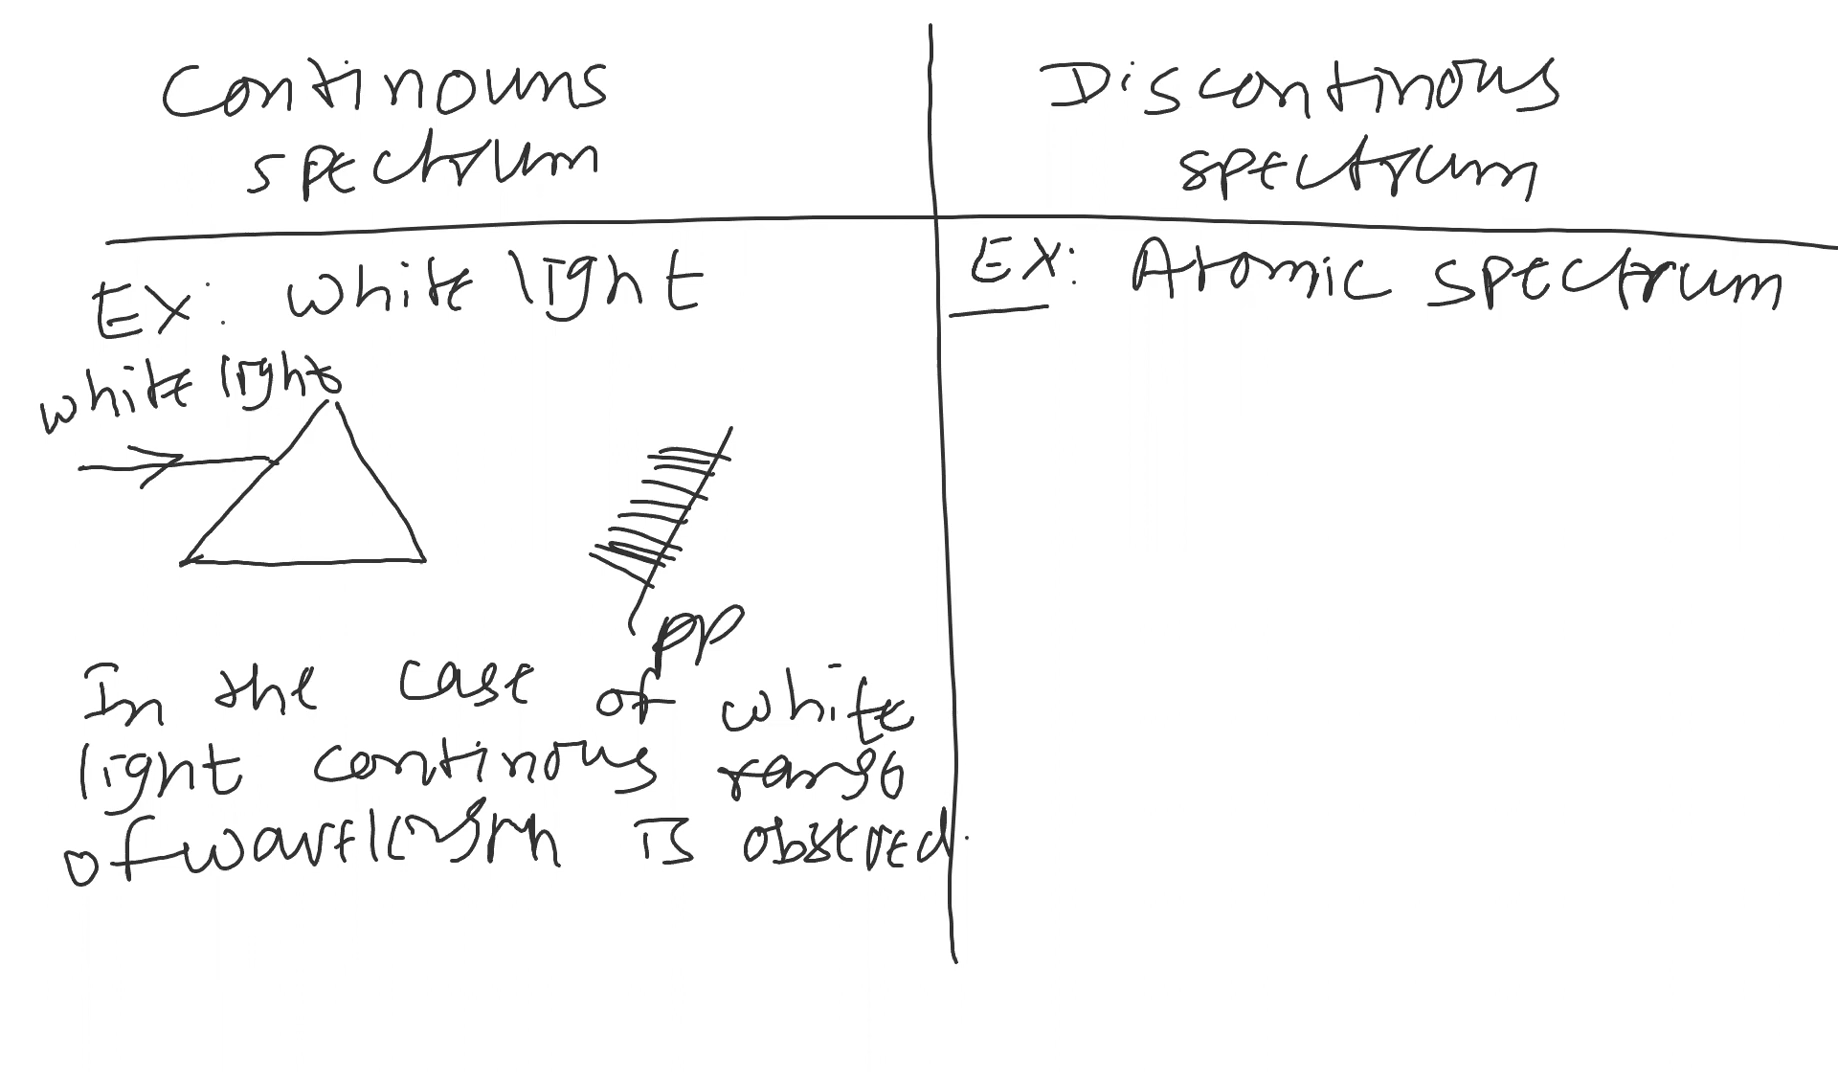 Continouns
spectrum
Ex: white light
white light
PP
In the case of white
light continous range
of wavelength is observed.
Discontinous
spectrum
Ex: Atomic spectrum